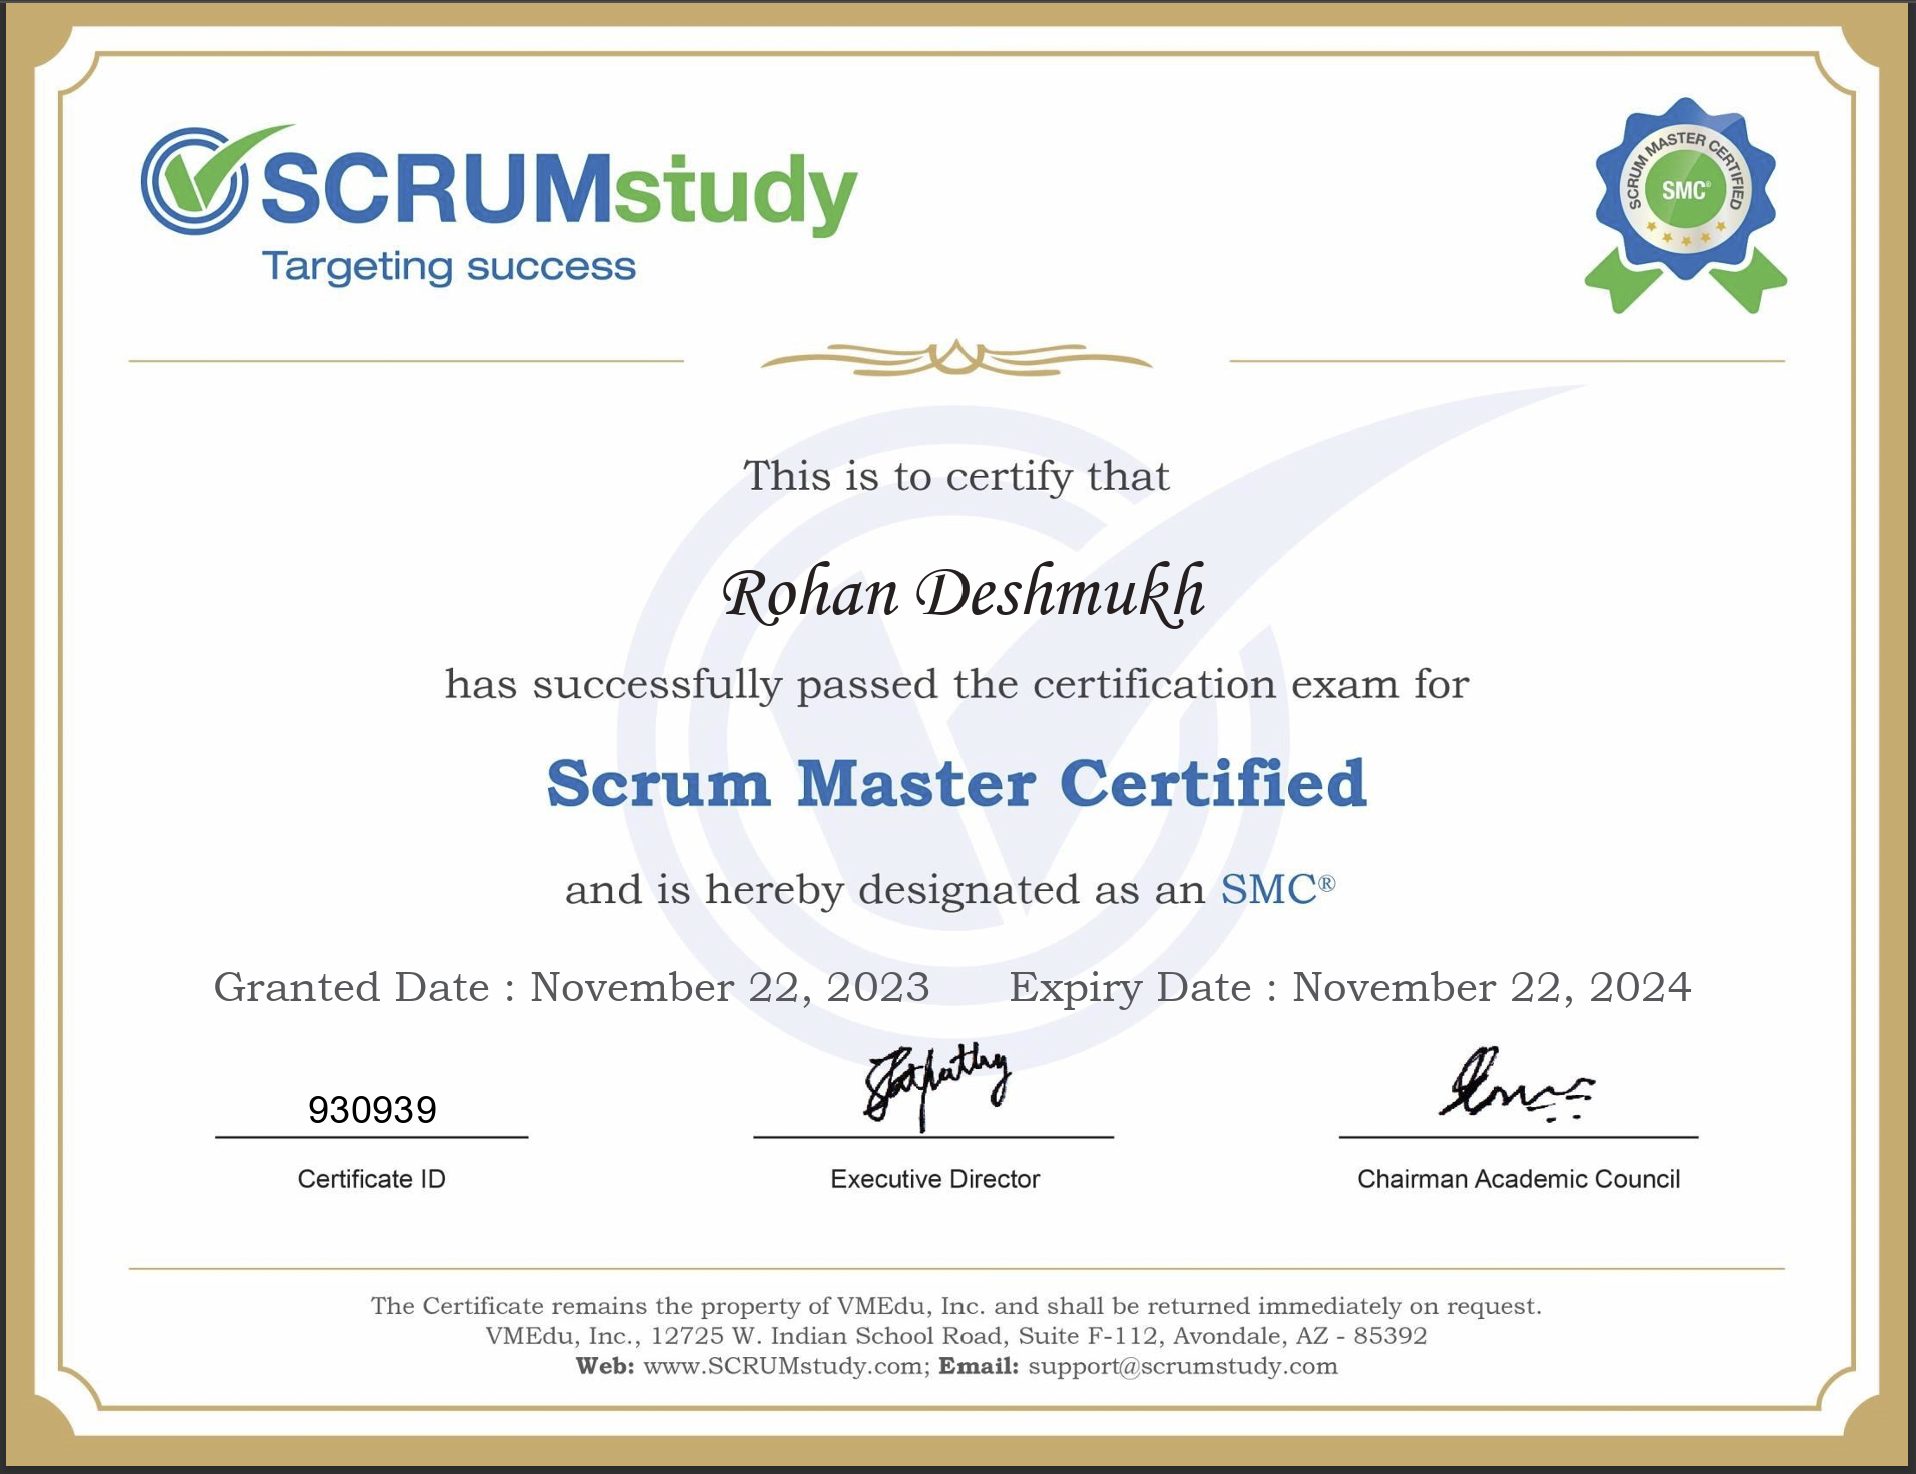 SCRUMstudy
Targeting success
SCRUM MASTER CERTIFIED
SMC®
This is to certify that
Rohan Deshmukh
has successfully passed the certification exam for
Scrum Master Certified
and is hereby designated as an SMC®
Granted Date : November 22, 2023 Expiry Date : November 22, 2024
930939
Certificate ID
Executive Director
Chairman Academic Council
The Certificate remains the property of VMEdu, Inc. and shall be returned immediately on request.
VMEdu, Inc., 12725 W. Indian School Road, Suite F-112, Avondale, AZ - 85392
Web: www.SCRUMstudy.com; Email: support@scrumstudy.com